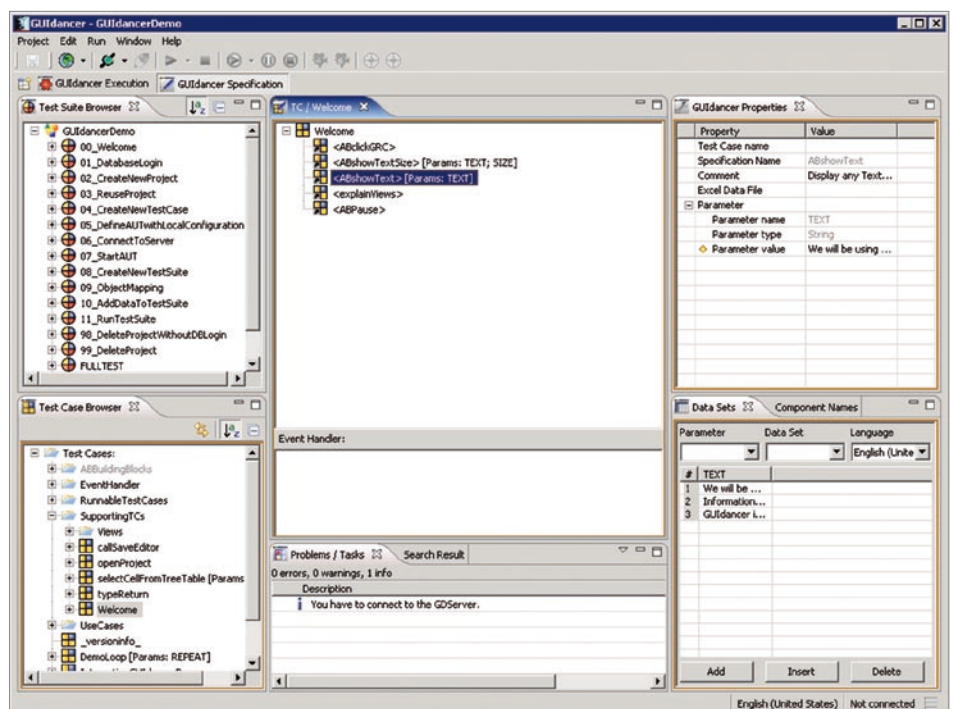 GUIdancer - GUIdancerDemo
Project Edit Run Window Help
GUIdancer Execution GUIdancer Specification
Test Suite Browser
GUIdancerDemo
00_Welcome
01_DatabaseLogin
02_CreateNewProject
03_ReuseProject
04_CreateNewTestCase
05_DefineAUTwithLocalConfiguration
06_ConnectToServer
07_StartAUT
08_CreateNewTestSuite
09_ObjectMapping
10_AddDataToTestSuite
11_RunTestSuite
98_DeleteProjectWithoutDBLogin
99_DeleteProject
FULLTEST
Test Case Browser
Test Cases:
ABBuildingBlocks
EventHandler
RunnableTestCases
SupportingTCs
Views
callSaveEditor
openProject
selectCellFromTreeTable [Params
typeReturn
Welcome
UseCases
_versioninfo_
DemoLoop [Params: REPEAT]
TC / Welcome
Welcome
<ABclickGRC>
<ABshowTextSize> [Params: TEXT; SIZE]
<ABshowText> [Params: TEXT]
<explainViews>
<ABPause>
Event Handler:
Problems / Tasks Search Result
0 errors, 0 warnings, 1 info
Description
You have to connect to the GDServer.
GUIdancer Properties
Property Value
Test Case name
Specification Name ABshowText
Comment Display any Text...
Excel Data File
Parameter
Parameter name TEXT
Parameter type String
Parameter value We will be using ...
Data Sets Component Names
Parameter Data Set Language
English (Unite
# TEXT
1 We will be ...
2 Information...
3 GUIdancer i...
Add Insert Delete
English (United States) Not connected